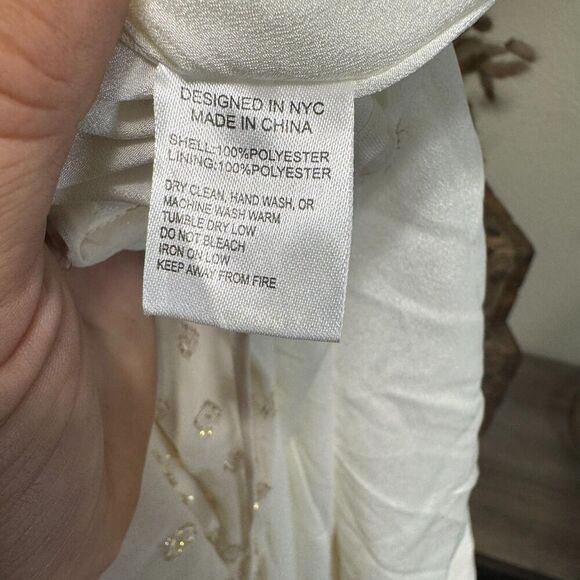 DESIGNED IN NYC
MADE IN CHINA
SHELL:100%POLYESTER
LINING:100%POLYESTER
DRY CLEAN, HAND WASH, OR
MACHINE WASH WARM
TUMBLE DRY LOW
DO NOT BLEACH
IRON ON LOW
KEEP AWAY FROM FIRE